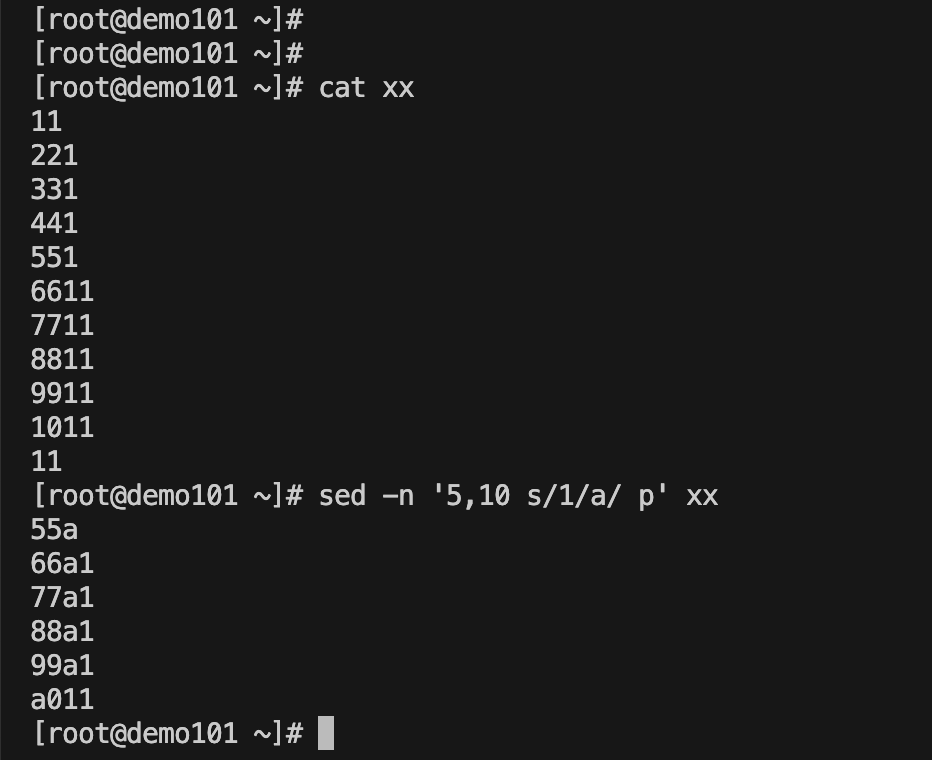 [root@demo101 ~]#
[root@demo101 ~]#
[root@demo101 ~]# cat xx
11
221
331
441
551
6611
7711
8811
9911
1011
11
[root@demo101 ~]# sed -n '5,10 s/1/a/ p' xx
55a
66a1
77a1
88a1
99a1
a011
[root@demo101 ~]#